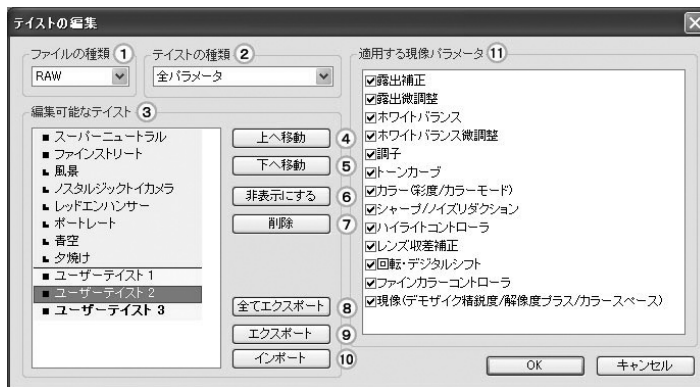 テイストの編集
ファイルの種類 ①
RAW
テイストの種類 ②
全パラメータ
編集可能なテイスト ③
■ スーパーニュートラル
■ ファインストリート
風景
ノスタルジックトイカメラ
レッドエンハンサー
ポートレート
青空
夕焼け
■ ユーザーテイスト 1
■ ユーザーテイスト 2
■ ユーザーテイスト 3
上へ移動 ④
下へ移動 ⑤
非表示にする ⑥
削除 ⑦
全てエクスポート ⑧
エクスポート ⑨
インポート ⑩
適用する現像パラメータ ⑪
露出補正
露出微調整
ホワイトバランス
ホワイトバランス微調整
調子
トーンカーブ
カラー(彩度/カラーモード)
シャープ/ノイズリダクション
ハイライトコントローラ
レンズ収差補正
回転・デジタルシフト
ファインカラーコントローラ
現像(デモザイク精鋭度/解像度プラス/カラースペース)
OK
キャンセル